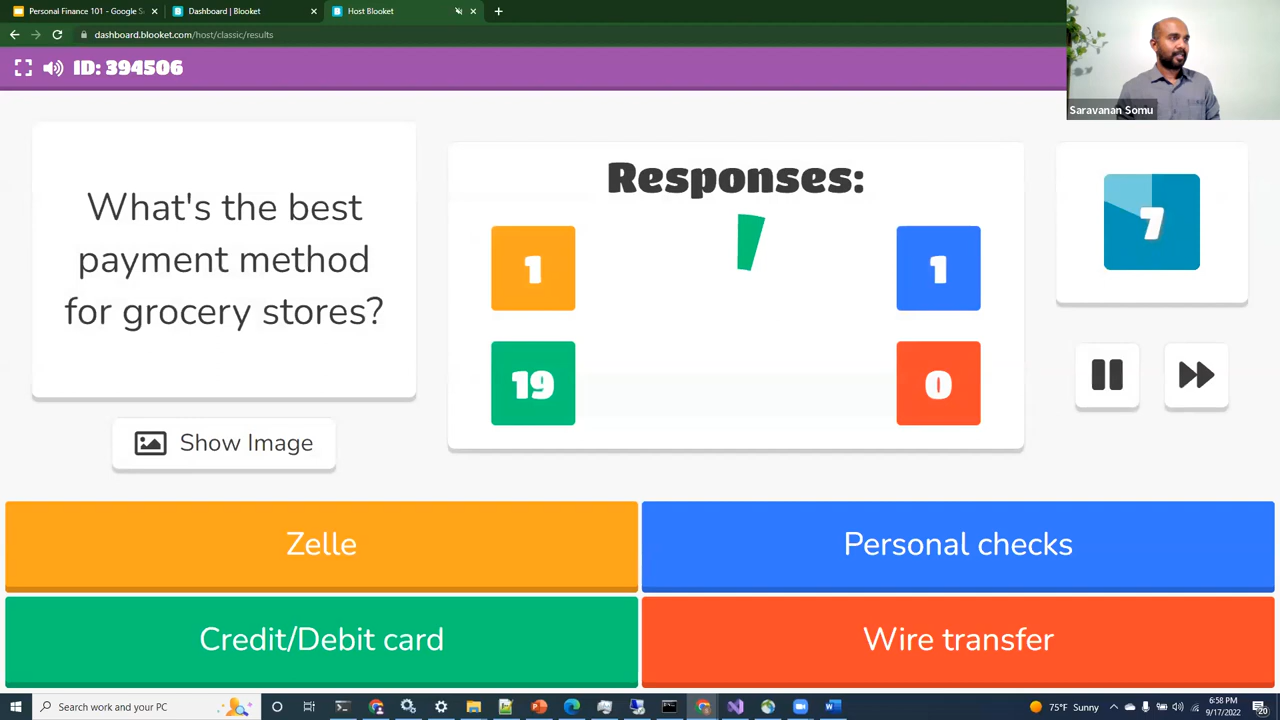 Personal Finance 101 - Google S
Dashboard | Blooket
Host Blooket
dashboard.blooket.com/host/classic/results
ID: 394506
Saravanan Somu
What's the best
payment method
for grocery stores?
Show Image
Responses:
1
1
19
0
7
Zelle
Personal checks
Credit/Debit card
Wire transfer
Search work and your PC
75°F Sunny
6:58 PM
9/17/2022
20